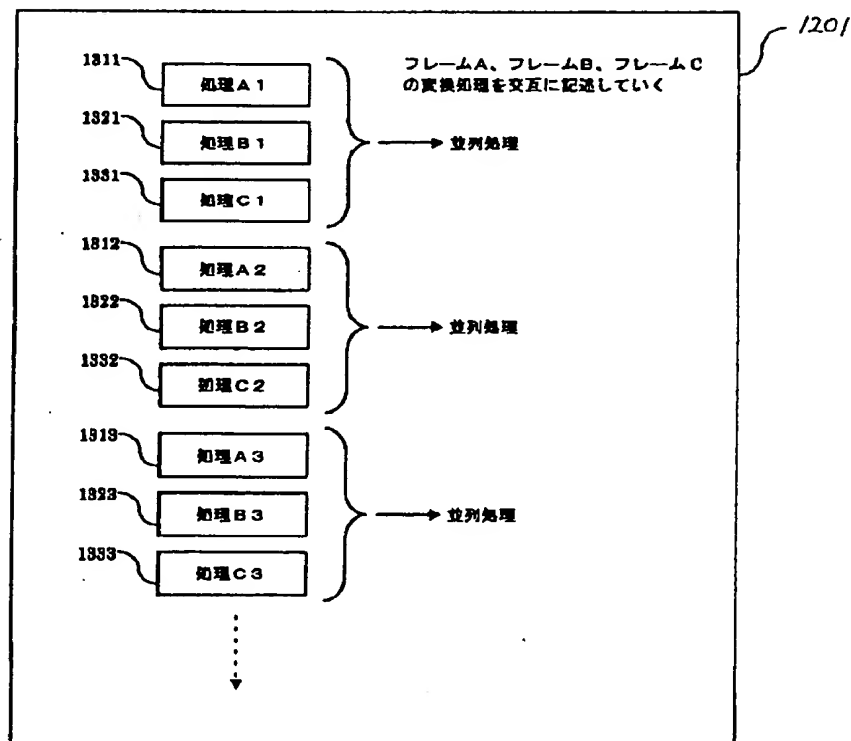 1201
フレームA、フレームB、フレームC
の変換処理を交互に記述していく
1311
処理A1
1321
処理B1
1331
処理C1
並列処理
1312
処理A2
1322
処理B2
1332
処理C2
並列処理
1313
処理A3
1323
処理B3
1333
処理C3
並列処理